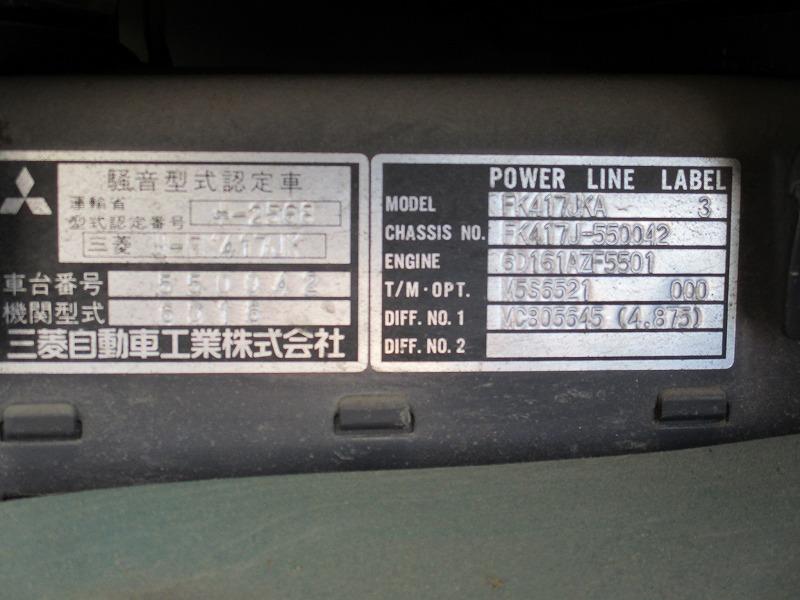 騒音型式認定車
運輸省
型式認定番号
三菱
車台番号 550042
機関型式 6D16
三菱自動車工業株式会社
POWER LINE LABEL
MODEL FK417JKA 3
CHASSIS NO. FK417J-550042
ENGINE 6D161AZF5501
T/M·OPT. M5S6521 000
DIFF. NO. 1 MC805645 (4.875)
DIFF. NO. 2